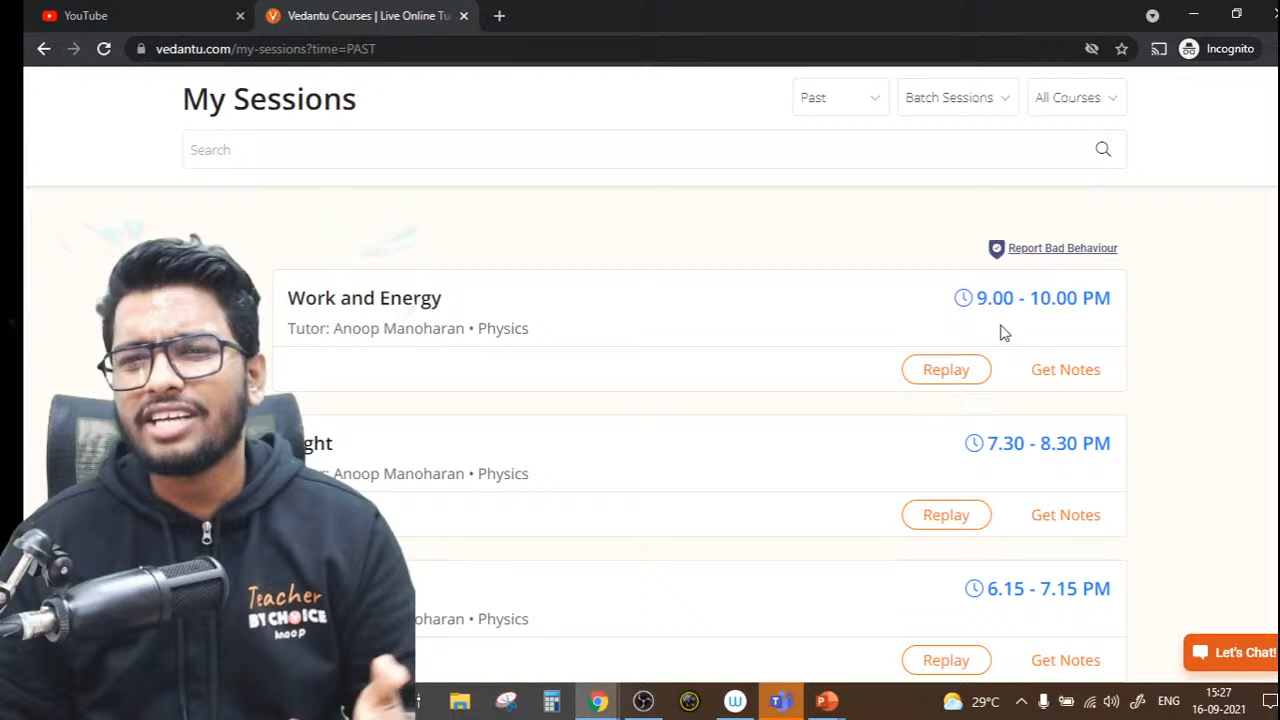 YouTube
Vedantu Courses | Live Online Tu
vedantu.com/my-sessions?time=PAST
Incognito
My Sessions
Past
Batch Sessions
All Courses
Search
Report Bad Behaviour
Work and Energy
9.00 - 10.00 PM
Tutor: Anoop Manoharan • Physics
Replay
Get Notes
ght
7.30 - 8.30 PM
r: Anoop Manoharan • Physics
Replay
Get Notes
6.15 - 7.15 PM
oharan • Physics
Replay
Get Notes
Teacher
BY CHOICE
Anoop
Let's Chat!
29°C
ENG
15:27
16-09-2021